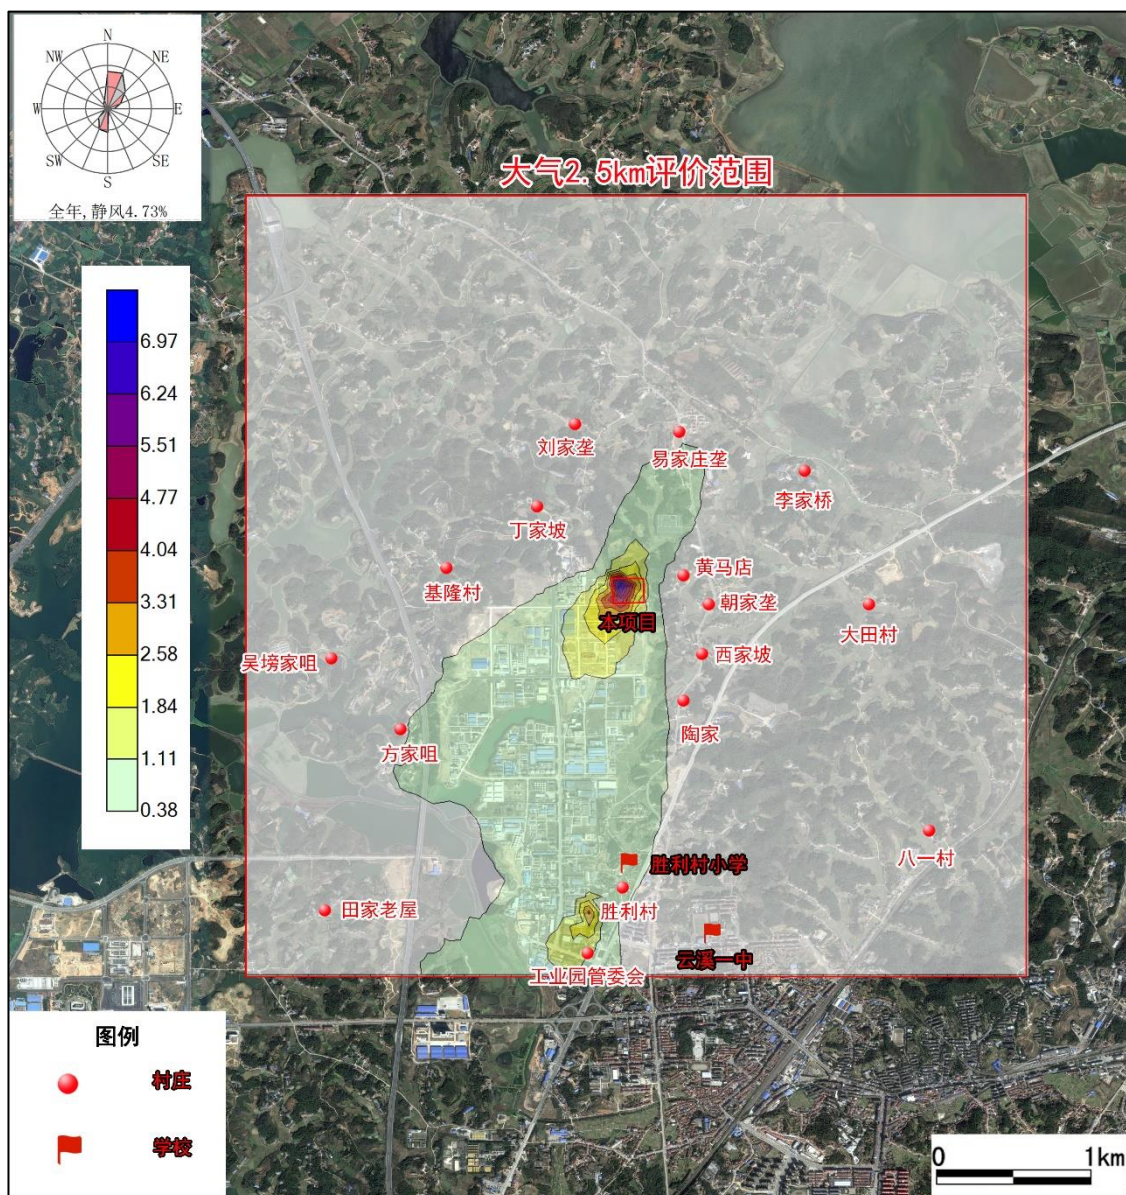 N
NW
NE
W
E
SW
SE
S
全年,静风4.73%
大气2.5km评价范围
6.97
6.24
5.51
4.77
4.04
3.31
2.58
1.84
1.11
0.38
刘家垄
易家庄垄
李家桥
丁家坡
基隆村
黄马店
朝家垄
本项目
大田村
吴塝家咀
西家坡
陶家
方家咀
八一村
胜利村小学
田家老屋
胜利村
云溪一中
工业园管委会
图例
村庄
学校
0
1km